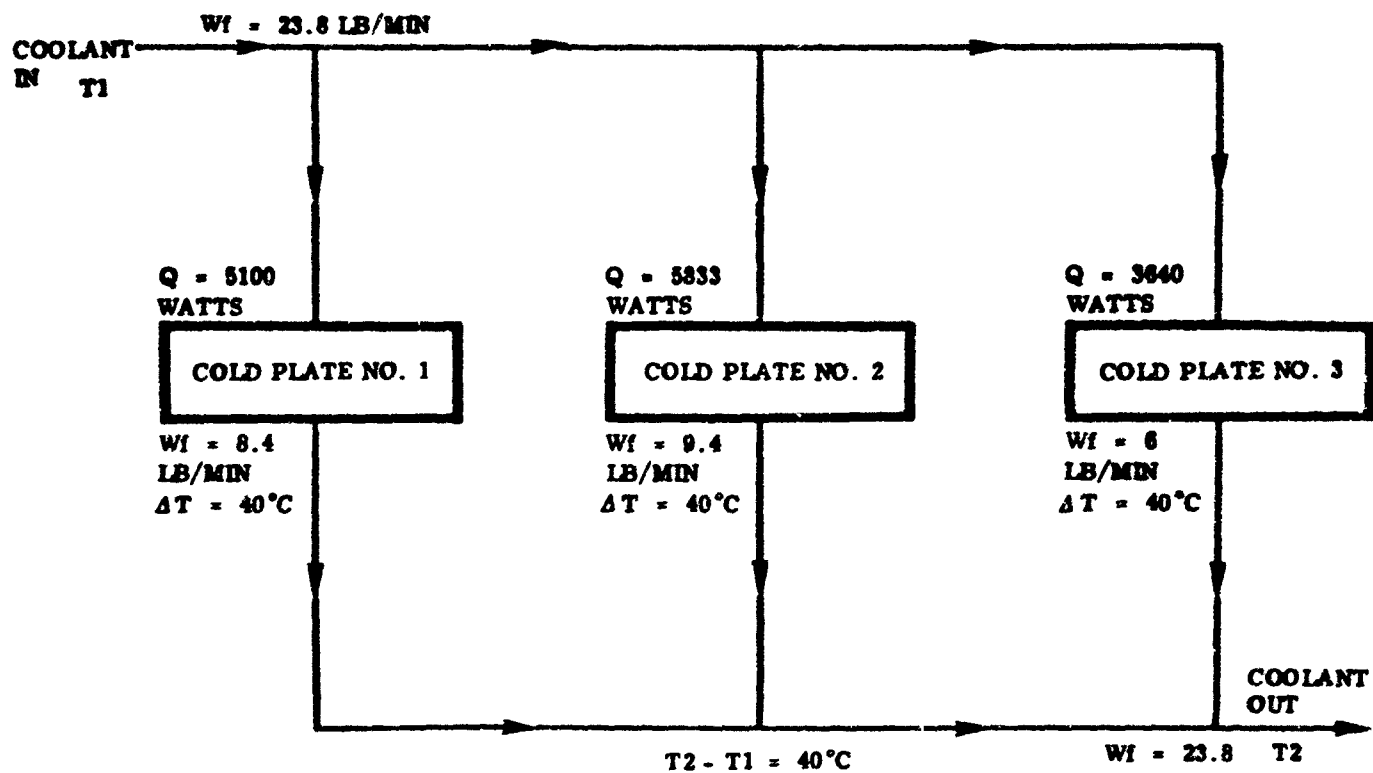 Wf = 23.8 LB/MIN
COOLANT
IN T1
Q = 5100
WATTS
COLD PLATE NO. 1
Wf = 8.4
LB/MIN
ΔT = 40°C
Q = 5833
WATTS
COLD PLATE NO. 2
Wf = 9.4
LB/MIN
ΔT = 40°C
Q = 3640
WATTS
COLD PLATE NO. 3
Wf = 6
LB/MIN
ΔT = 40°C
COOLANT
OUT
T2 - T1 = 40°C
Wf = 23.8 T2